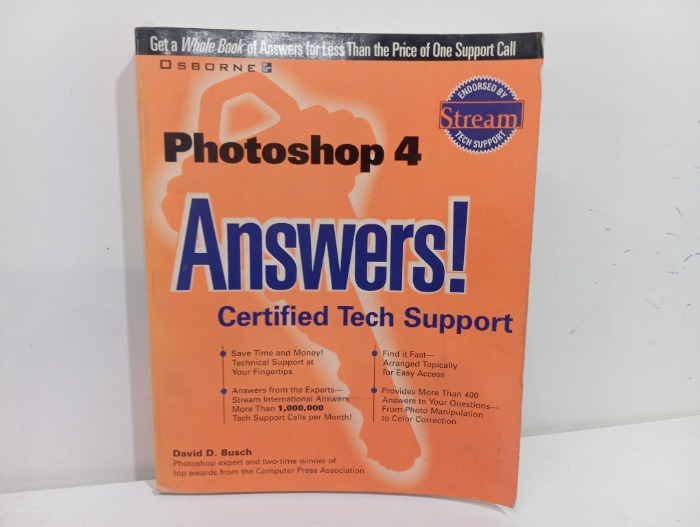 Get a Whole Book of Answers for Less Than the Price of One Support Call
OSBORNE
ENDORSED BY
Stream
TECH SUPPORT
Photoshop 4
Answers!
Certified Tech Support
Save Time and Money!
Technical Support at
Your Fingertips
Answers from the Experts—
Stream International Answers
More Than 1,000,000
Tech Support Calls per Month!
Find it Fast—
Arranged Topically
for Easy Access
Provides More Than 400
Answers to Your Questions—
From Photo Manipulation
to Color Correction
David D. Busch
Photoshop expert and two-time winner of
top awards from the Computer Press Association